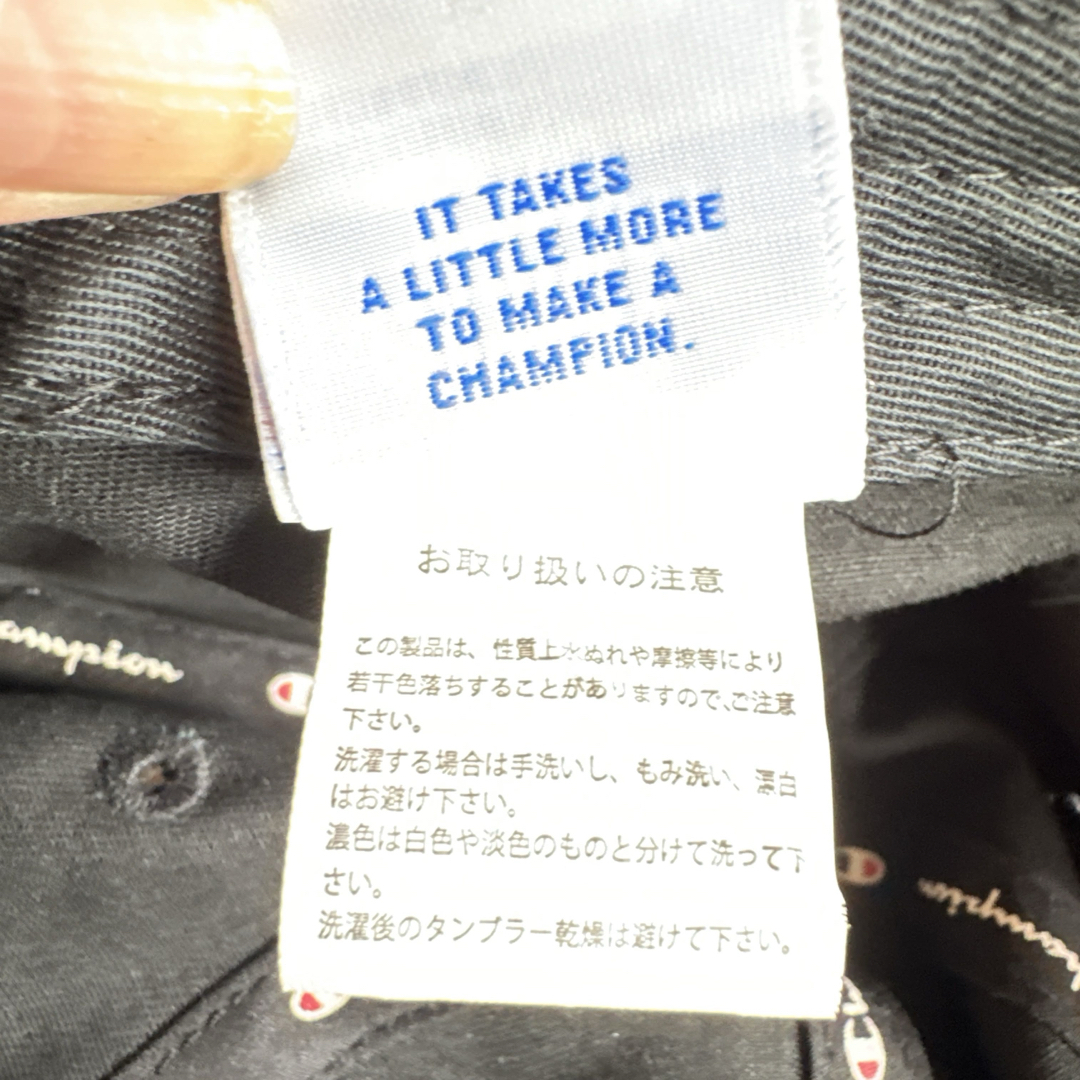 IT TAKES
A LITTLE MORE
TO MAKE A
CHAMPION.
お取り扱いの注意
この製品は、性質上水ぬれや摩擦等により
若干色落ちすることがありますので、ご注意
下さい。
洗濯する場合は手洗いし、もみ洗い、漂白
はお避け下さい。
濃色は白色や淡色のものと分けて洗って下
さい。
洗濯後のタンブラー乾燥は避けて下さい。
ampion
hampion